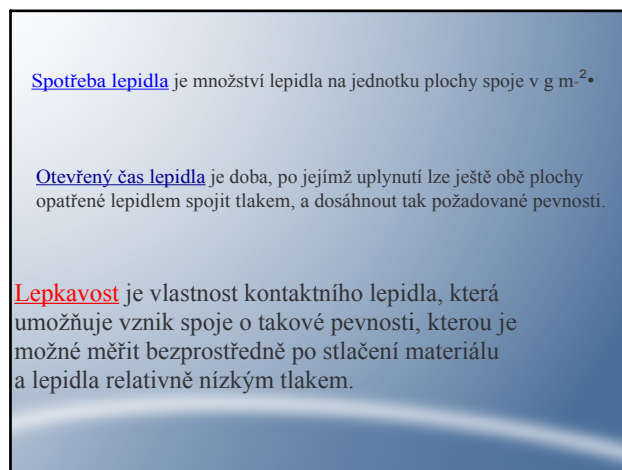 Spotřeba lepidla je množství lepidla na jednotku plochy spoje v g m-²•
Otevřený čas lepidla je doba, po jejímž uplynutí lze ještě obě plochy
opatřené lepidlem spojit tlakem, a dosáhnout tak požadované pevnosti.
Lepkavost je vlastnost kontaktního lepidla, která
umožňuje vznik spoje o takové pevnosti, kterou je
možné měřit bezprostředně po stlačení materiálu
a lepidla relativně nízkým tlakem.